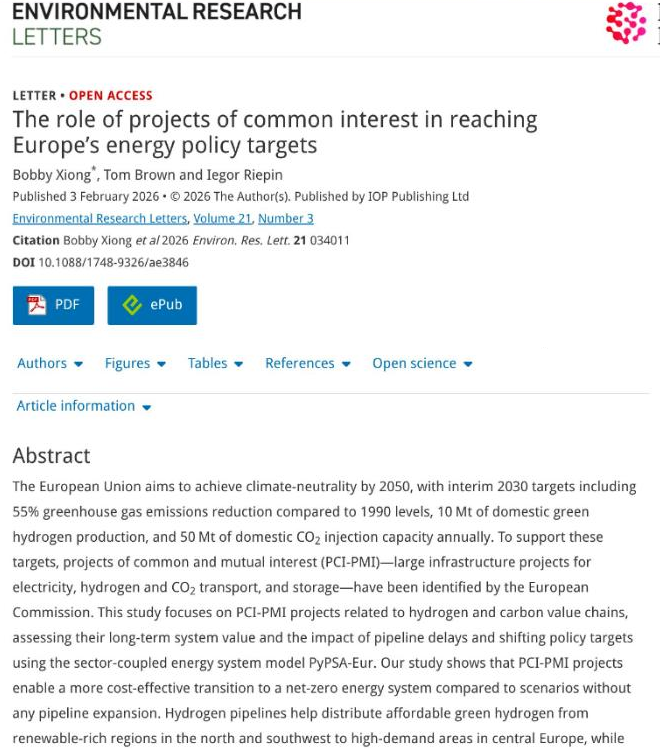 ENVIRONMENTAL RESEARCH
LETTERS
LETTER • OPEN ACCESS
The role of projects of common interest in reaching
Europe's energy policy targets
Bobby Xiong*, Tom Brown and Iegor Riepin
Published 3 February 2026 • © 2026 The Author(s). Published by IOP Publishing Ltd
Environmental Research Letters, Volume 21, Number 3
Citation Bobby Xiong et al 2026 Environ. Res. Lett. 21 034011
DOI 10.1088/1748-9326/ae3846
PDF ePub
Authors Figures Tables References Open science
Article information
Abstract
The European Union aims to achieve climate-neutrality by 2050, with interim 2030 targets including
55% greenhouse gas emissions reduction compared to 1990 levels, 10 Mt of domestic green
hydrogen production, and 50 Mt of domestic CO₂ injection capacity annually. To support these
targets, projects of common and mutual interest (PCI-PMI)—large infrastructure projects for
electricity, hydrogen and CO₂ transport, and storage—have been identified by the European
Commission. This study focuses on PCI-PMI projects related to hydrogen and carbon value chains,
assessing their long-term system value and the impact of pipeline delays and shifting policy targets
using the sector-coupled energy system model PyPSA-Eur. Our study shows that PCI-PMI projects
enable a more cost-effective transition to a net-zero energy system compared to scenarios without
any pipeline expansion. Hydrogen pipelines help distribute affordable green hydrogen from
renewable-rich regions in the north and southwest to high-demand areas in central Europe, while